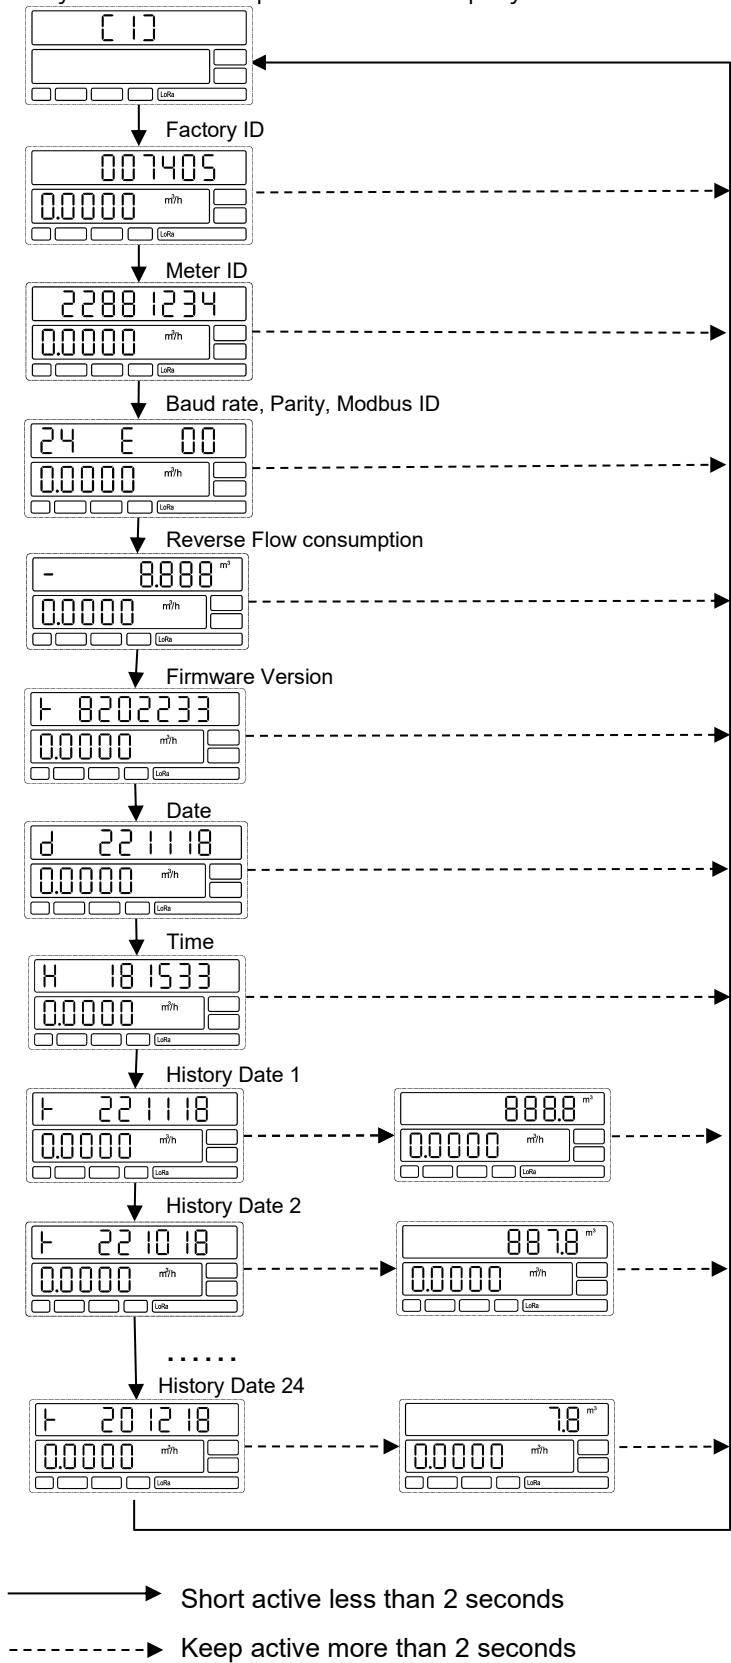 [ 1]
LoRa
Factory ID
007405
0.0000 m³/h
LoRa
Meter ID
22881234
0.0000 m³/h
LoRa
Baud rate, Parity, Modbus ID
24 E 00
0.0000 m³/h
LoRa
Reverse Flow consumption
- 8.888 m³
0.0000 m³/h
LoRa
Firmware Version
8202233
0.0000 m³/h
LoRa
Date
d 221118
0.0000 m³/h
LoRa
Time
H 181533
0.0000 m³/h
LoRa
History Date 1
221118 888.8 m³
0.0000 m³/h 0.0000 m³/h
LoRa LoRa
History Date 2
221018 887.8 m³
0.0000 m³/h 0.0000 m³/h
LoRa LoRa
......
History Date 24
201218 7.8 m³
0.0000 m³/h 0.0000 m³/h
LoRa LoRa
Short active less than 2 seconds
Keep active more than 2 seconds